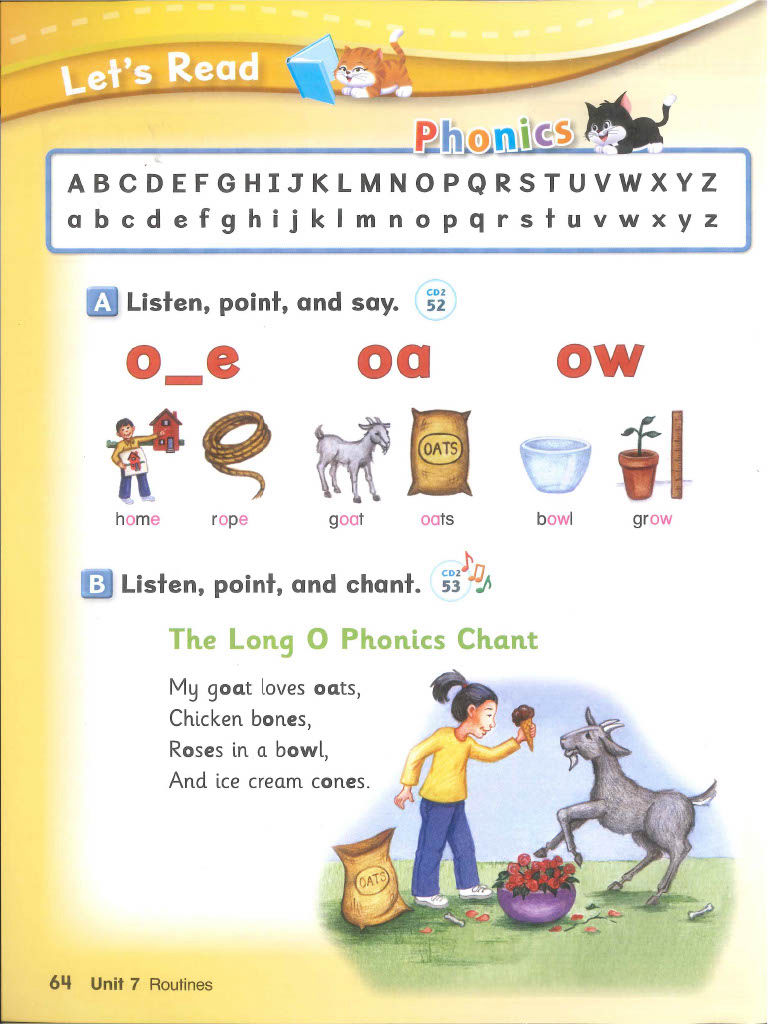 Let's Read
Phonics
A B C D E F G H I J K L M N O P Q R S T U V W X Y Z
a b c d e f g h i j k l m n o p q r s t u v w x y z
A Listen, point, and say. CD2 52
o_e oa ow
OATS
home rope goat oats bowl grow
B Listen, point, and chant. CD2 53
The Long O Phonics Chant
My goat loves oats,
Chicken bones,
Roses in a bowl,
And ice cream cones.
OATS
64 Unit 7 Routines